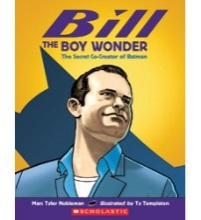 Bill
THE BOY WONDER
The Secret Co-Creator of Batman
Marc Tyler Nobleman illustrated by Ty Templeton
SCHOLASTIC